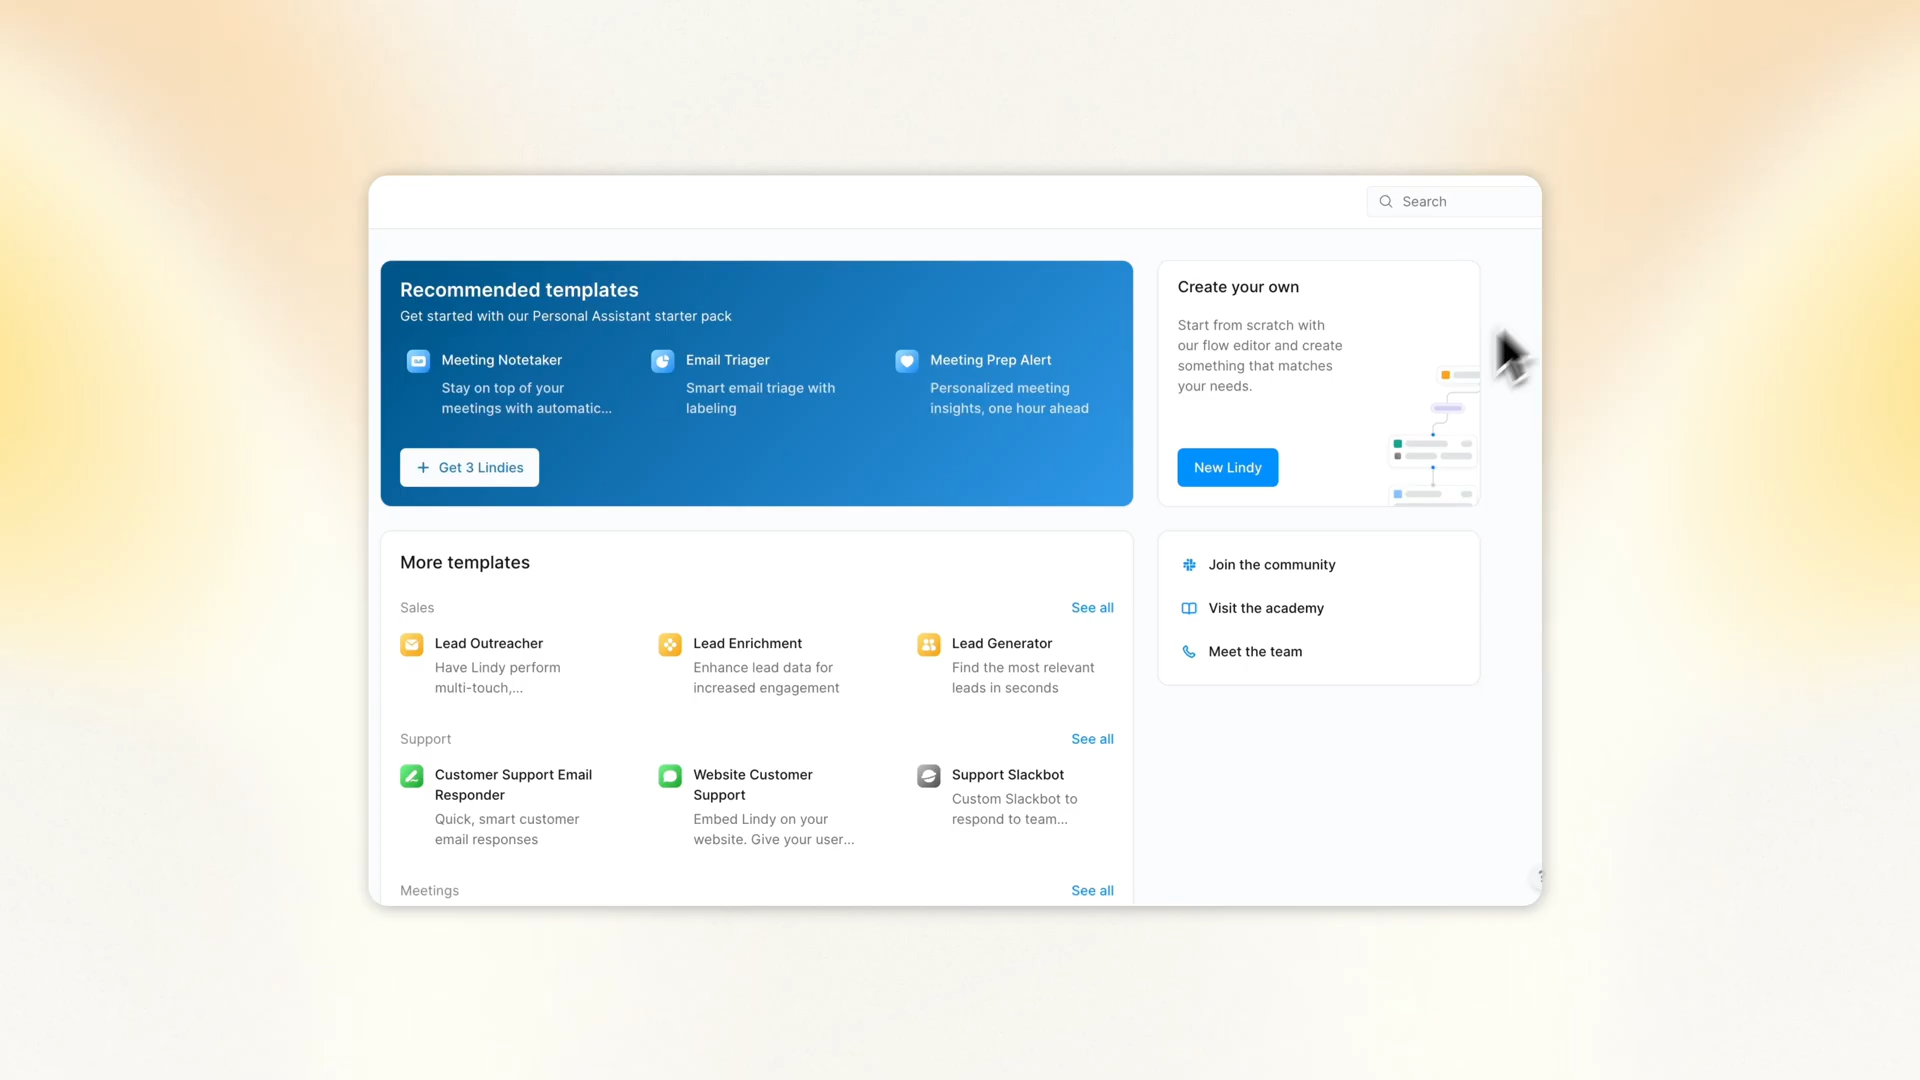 Search
Recommended templates
Get started with our Personal Assistant starter pack
Meeting Notetaker
Stay on top of your
meetings with automatic...
Email Triager
Smart email triage with
labeling
Meeting Prep Alert
Personalized meeting
insights, one hour ahead
+ Get 3 Lindies
Create your own
Start from scratch with
our flow editor and create
something that matches
your needs.
New Lindy
More templates
Sales
See all
Lead Outreacher
Have Lindy perform
multi-touch,...
Lead Enrichment
Enhance lead data for
increased engagement
Lead Generator
Find the most relevant
leads in seconds
Support
See all
Customer Support Email
Responder
Quick, smart customer
email responses
Website Customer
Support
Embed Lindy on your
website. Give your user...
Support Slackbot
Custom Slackbot to
respond to team...
Meetings
See all
Join the community
Visit the academy
Meet the team
?